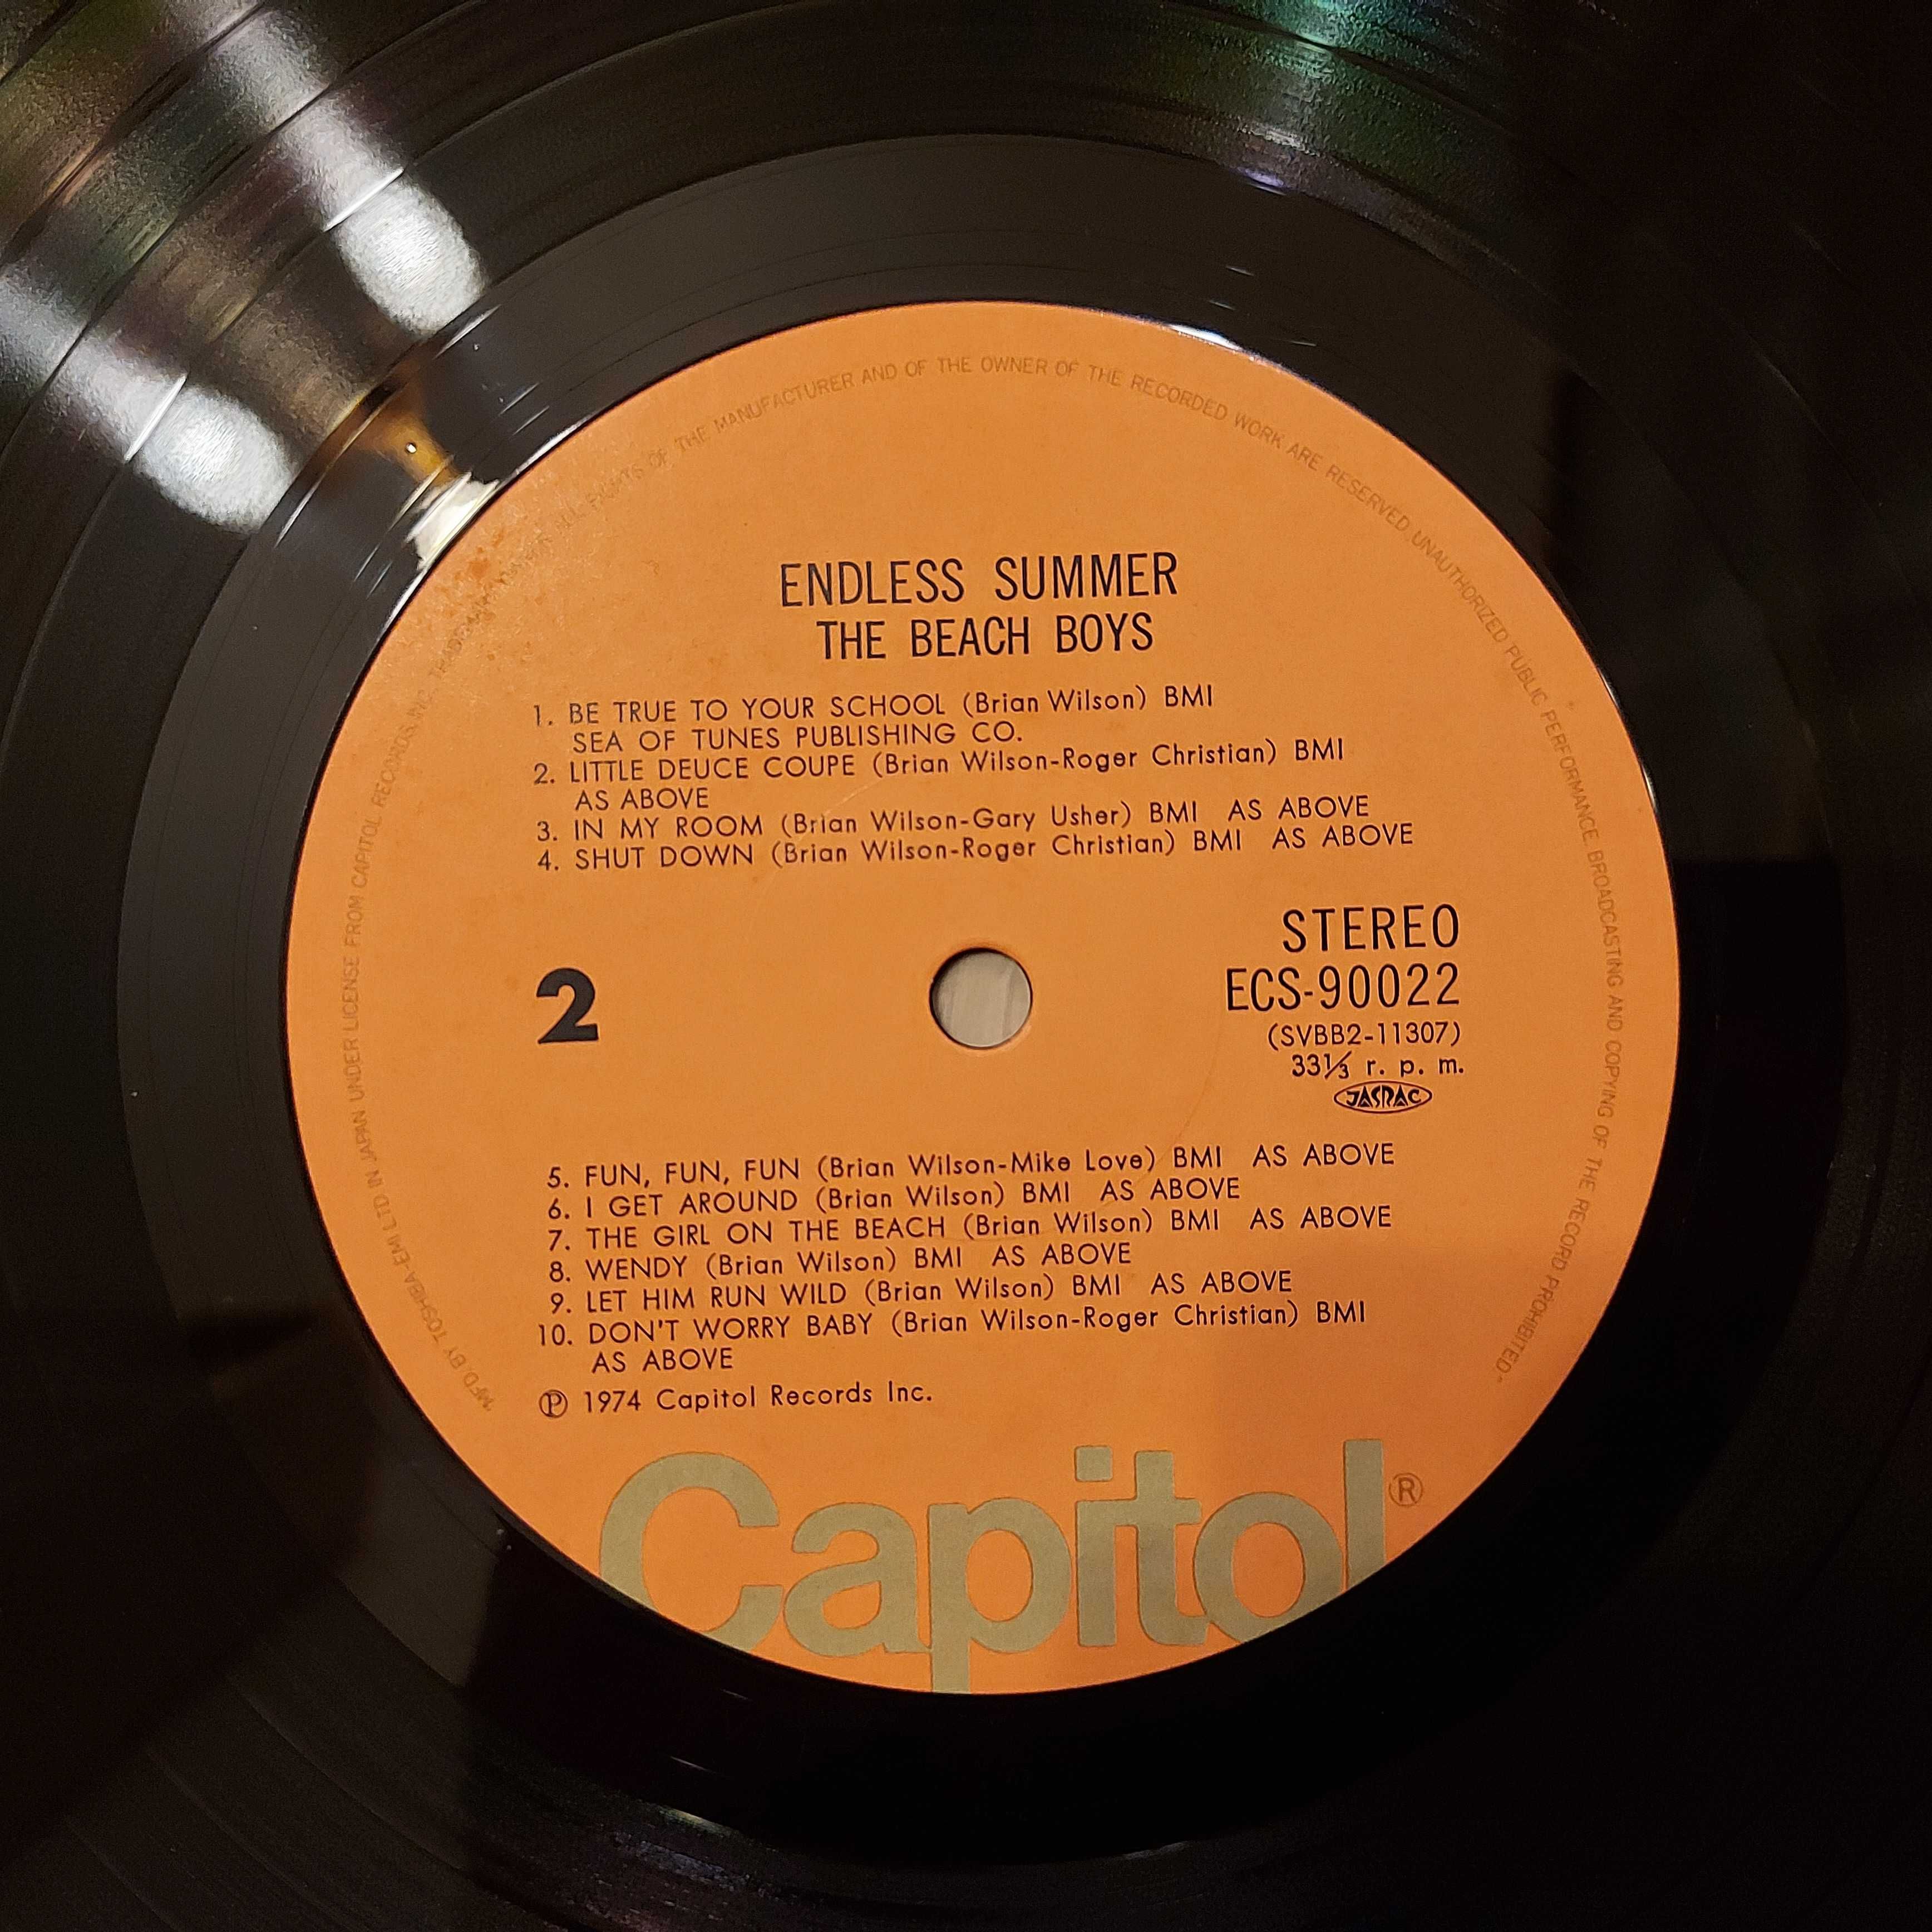 ENDLESS SUMMER
THE BEACH BOYS
1. BE TRUE TO YOUR SCHOOL (Brian Wilson) BMI
SEA OF TUNES PUBLISHING CO.
2. LITTLE DEUCE COUPE (Brian Wilson-Roger Christian) BMI
AS ABOVE
3. IN MY ROOM (Brian Wilson-Gary Usher) BMI AS ABOVE
4. SHUT DOWN (Brian Wilson-Roger Christian) BMI AS ABOVE
2
STEREO
ECS-90022
(SVBB2-11307)
33⅓ r. p. m.
JASRAC
5. FUN, FUN, FUN (Brian Wilson-Mike Love) BMI AS ABOVE
6. I GET AROUND (Brian Wilson) BMI AS ABOVE
7. THE GIRL ON THE BEACH (Brian Wilson) BMI AS ABOVE
8. WENDY (Brian Wilson) BMI AS ABOVE
9. LET HIM RUN WILD (Brian Wilson) BMI AS ABOVE
10. DON'T WORRY BABY (Brian Wilson-Roger Christian) BMI
AS ABOVE
℗ 1974 Capitol Records Inc.
Capitol®
MFD. BY TOSHIBA-EMI LTD IN JAPAN UNDER LICENSE FROM CAPITOL RECORDS, INC. ALL RIGHTS OF THE MANUFACTURER AND OF THE OWNER OF THE RECORDED WORK ARE RESERVED. UNAUTHORIZED PUBLIC PERFORMANCE, BROADCASTING AND COPYING OF THE RECORD PROHIBITED.